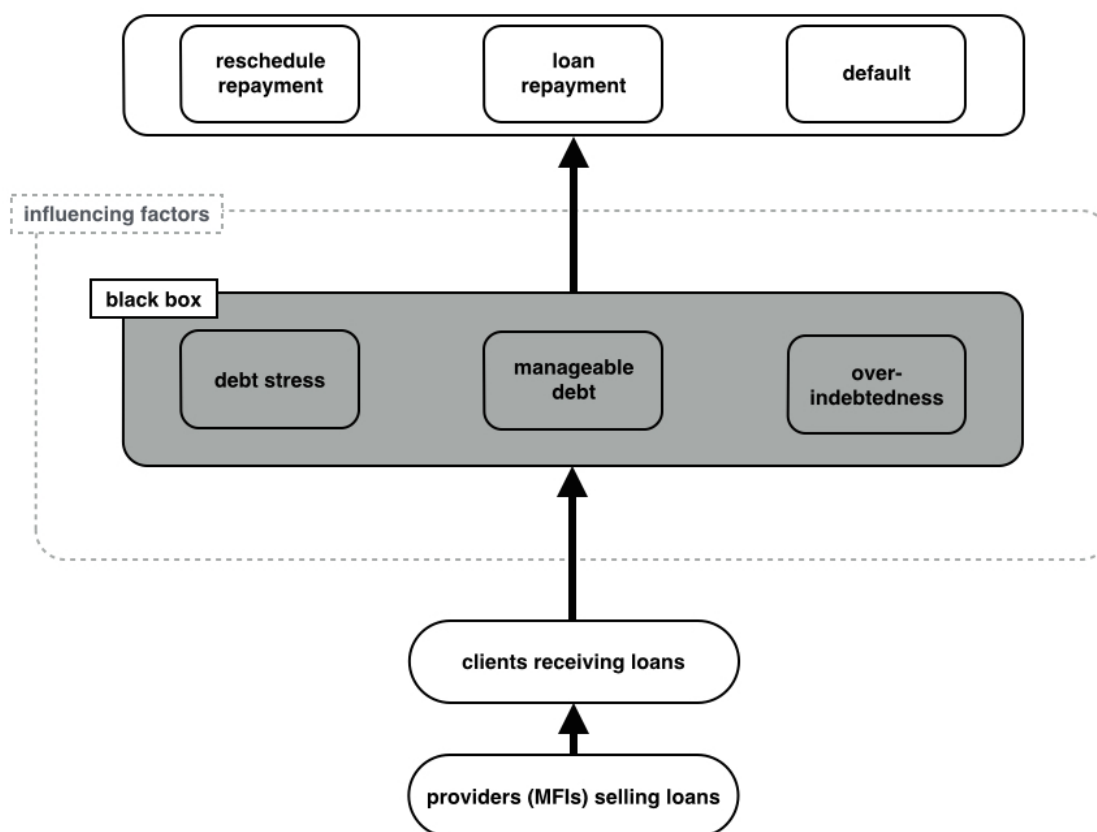 reschedule
repayment
loan
repayment
default
influencing factors
black box
debt stress
manageable
debt
over-
indebtedness
clients receiving loans
providers (MFIs) selling loans